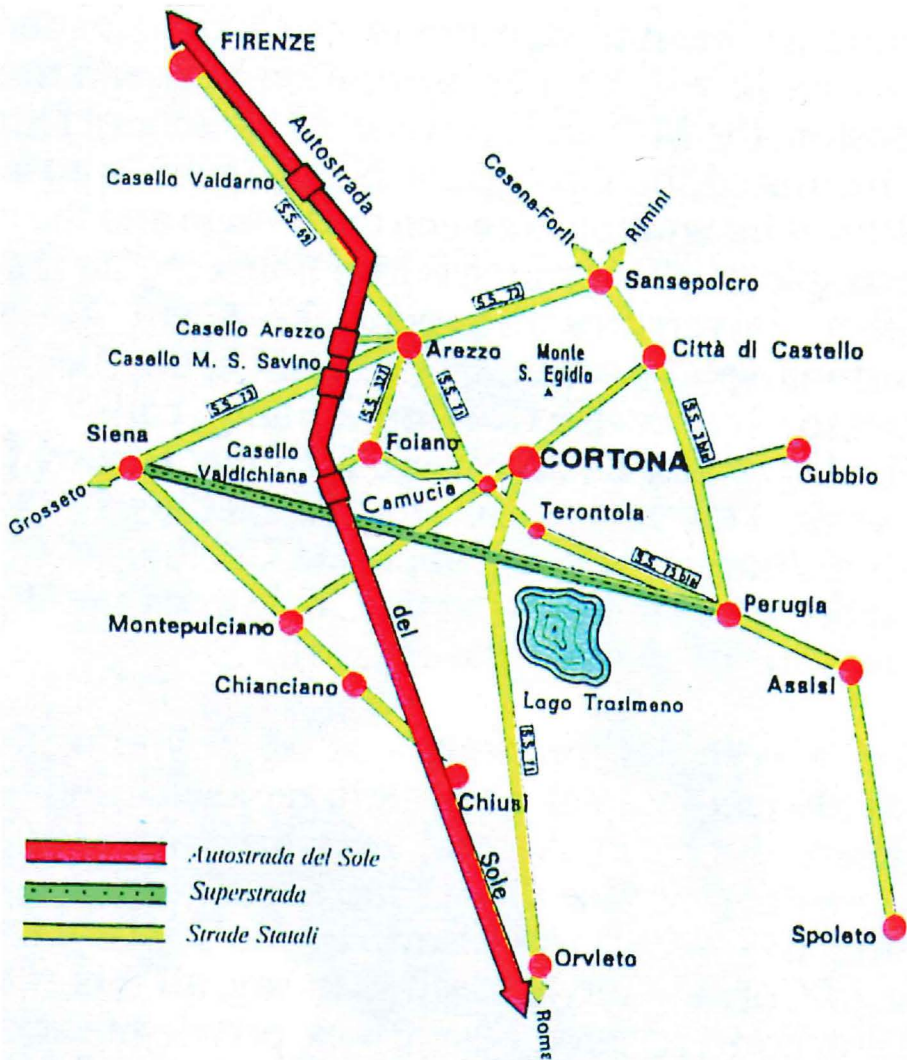 FIRENZE
Autostrada
Casello Valdarno
S.S. 69
Cesena-Forlì
Rimini
Sansepolcro
S.S. 72
Casello Arezzo
Arezzo
Casello M. S. Savino
Monte
S. Egidio
Città di Castello
S.S. 73
S.S. 327
S.S. 71
S.S. 3 bis
Siena
Grosseto
Casello
Valdichiana
Foiano
CORTONA
Gubbio
Camucia
Terontola
S.S. 75 bis
Perugia
Montepulciano
del
Assisi
Chianciano
Lago Trasimeno
S.S. 71
Chiusi
Sole
Autostrada del Sole
Superstrada
Strade Statali
Orvieto
Spoleto
Roma